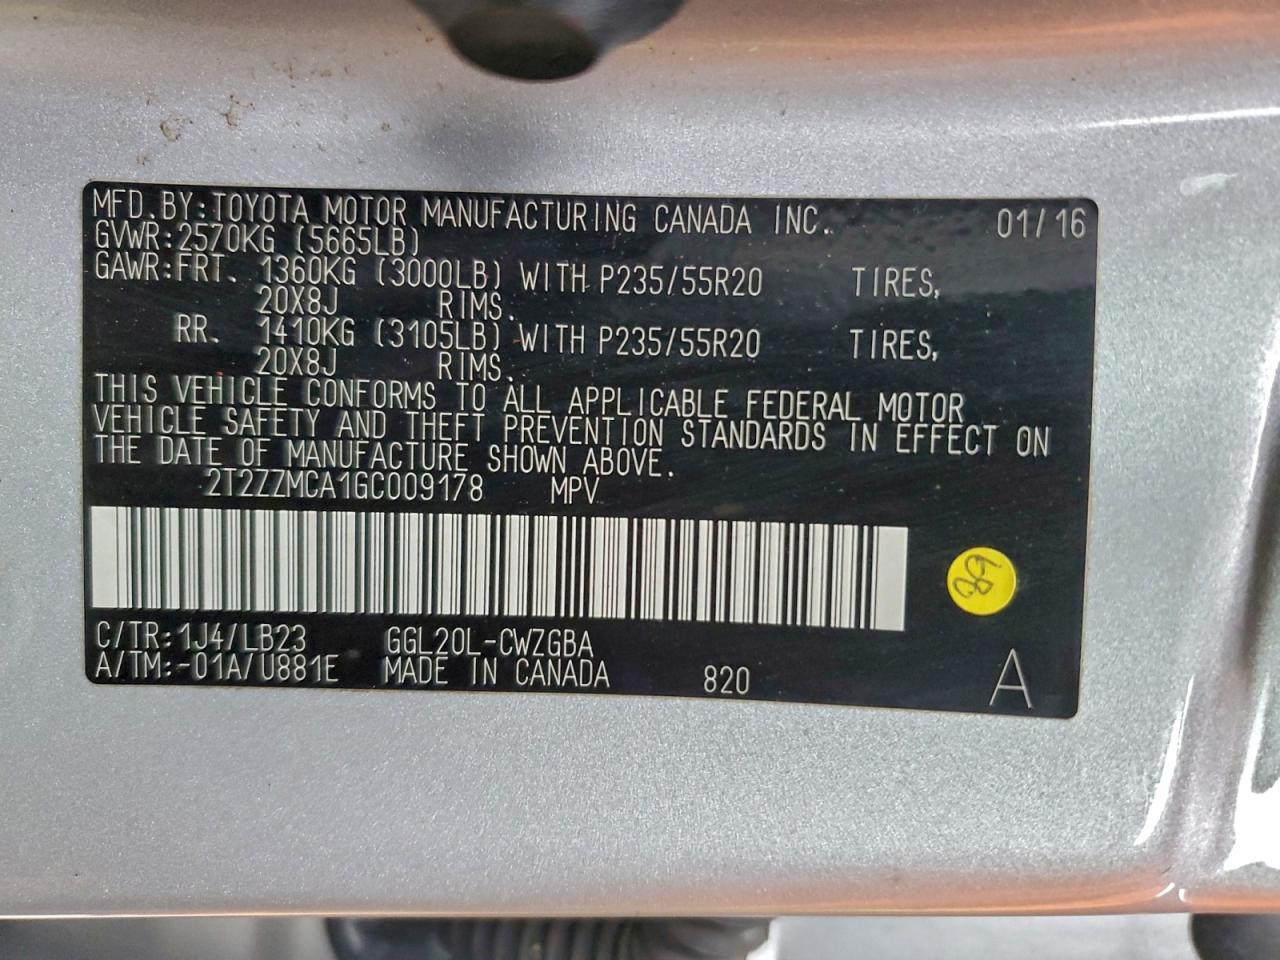 MFD.BY:TOYOTA MOTOR MANUFACTURING CANADA INC. 01/16
GVWR:2570KG (5665LB)
GAWR:FRT. 1360KG (3000LB) WITH P235/55R20 TIRES,
20X8J RIMS.
RR. 1410KG (3105LB) WITH P235/55R20 TIRES,
20X8J RIMS.
THIS VEHICLE CONFORMS TO ALL APPLICABLE FEDERAL MOTOR
VEHICLE SAFETY AND THEFT PREVENTION STANDARDS IN EFFECT ON
THE DATE OF MANUFACTURE SHOWN ABOVE.
2T2ZZMCA1GC009178 MPV
C/TR:1J4/LB23 GGL20L-CWZGBA
A/TM:-01A/U881E MADE IN CANADA 820 A